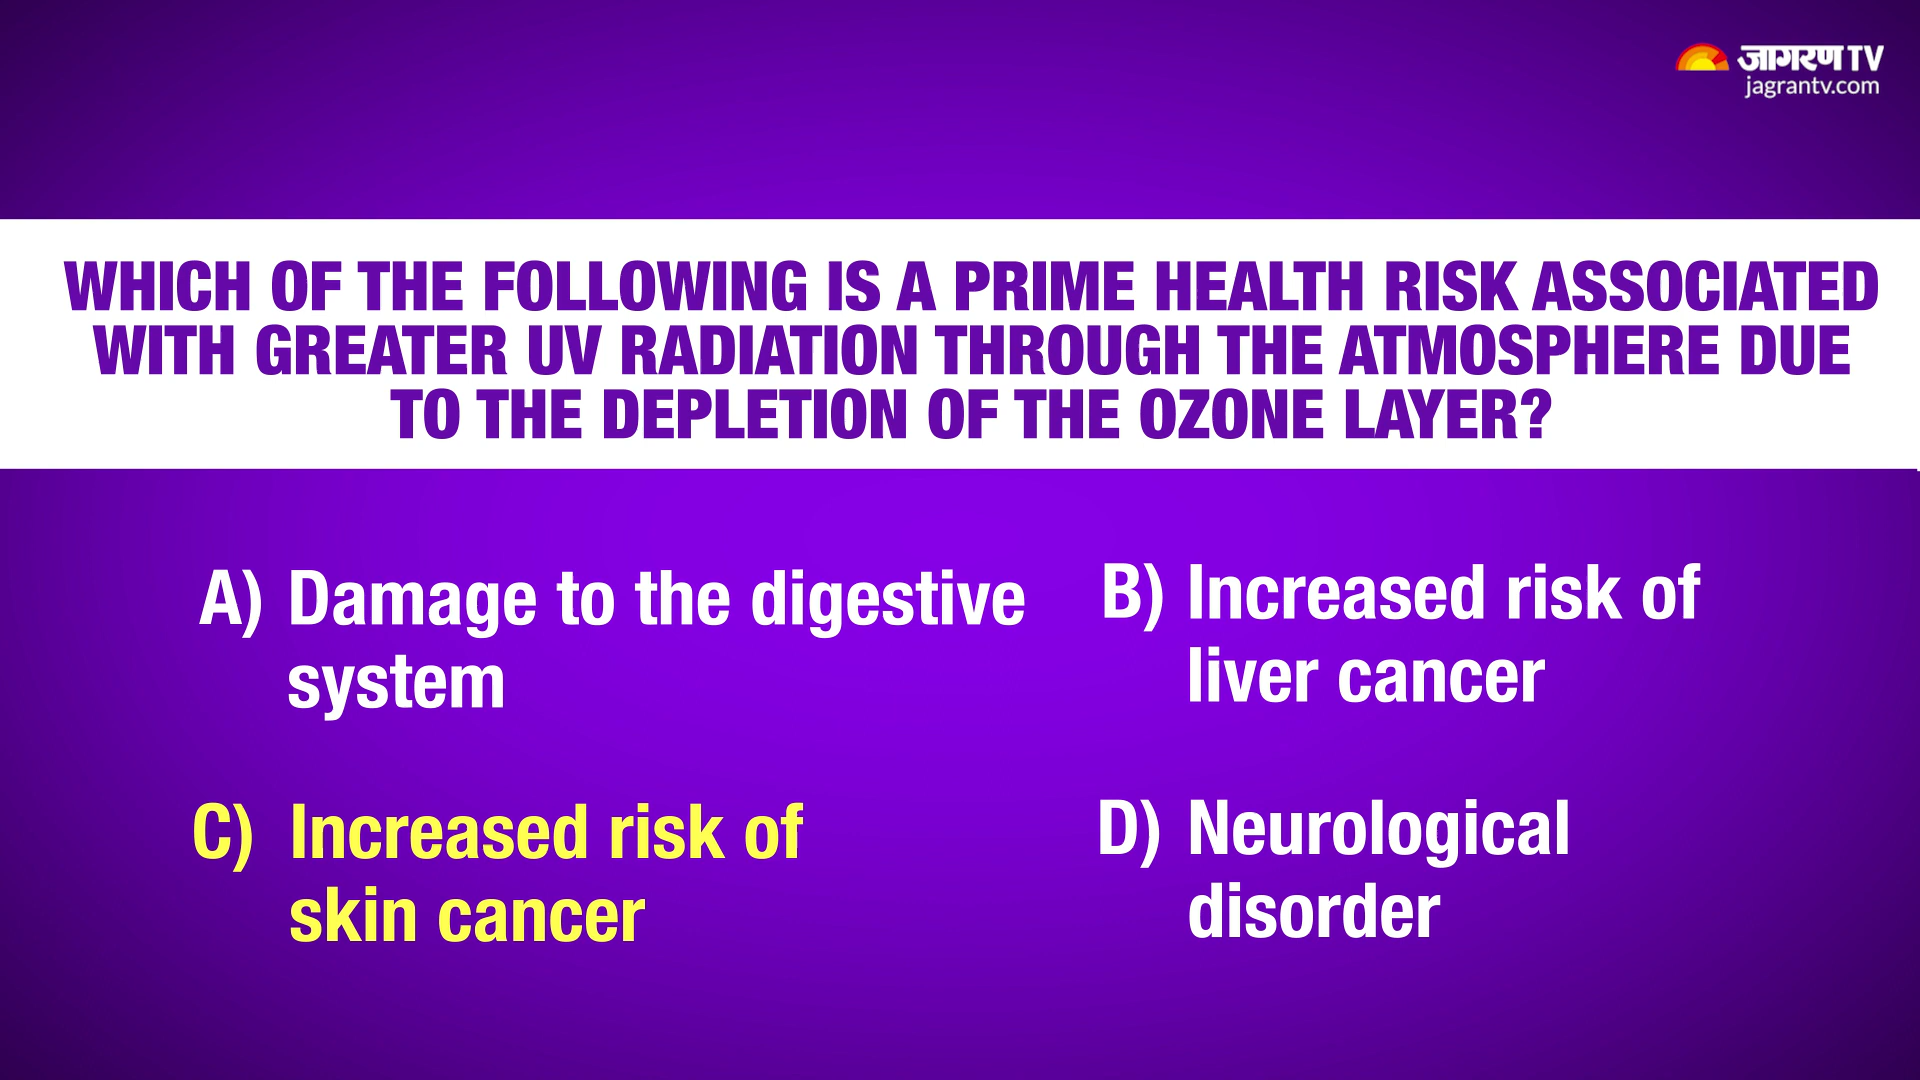 जागरण TV
jagrantv.com
WHICH OF THE FOLLOWING IS A PRIME HEALTH RISK ASSOCIATED
WITH GREATER UV RADIATION THROUGH THE ATMOSPHERE DUE
TO THE DEPLETION OF THE OZONE LAYER?
A) Damage to the digestive
system
B) Increased risk of
liver cancer
C) Increased risk of
skin cancer
D) Neurological
disorder